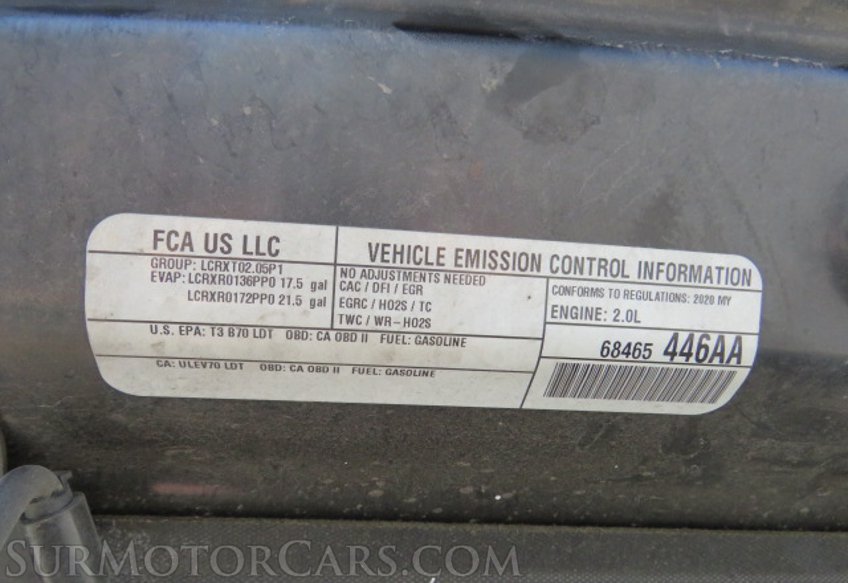 FCA US LLC
GROUP: LCRXT02.05P1
EVAP: LCRXR0136PP0 17.5 gal
LCRXR0172PP0 21.5 gal
VEHICLE EMISSION CONTROL INFORMATION
NO ADJUSTMENTS NEEDED
CAC / DFI / EGR
EGRC / HO2S / TC
TWC / WR-HO2S
CONFORMS TO REGULATIONS: 2020 MY
ENGINE: 2.0L
U.S. EPA: T3 B70 LDT OBD: CA OBD II FUEL: GASOLINE
CA: ULEV70 LDT OBD: CA OBD II FUEL: GASOLINE
68465 446AA
SURMOTORCARS.COM